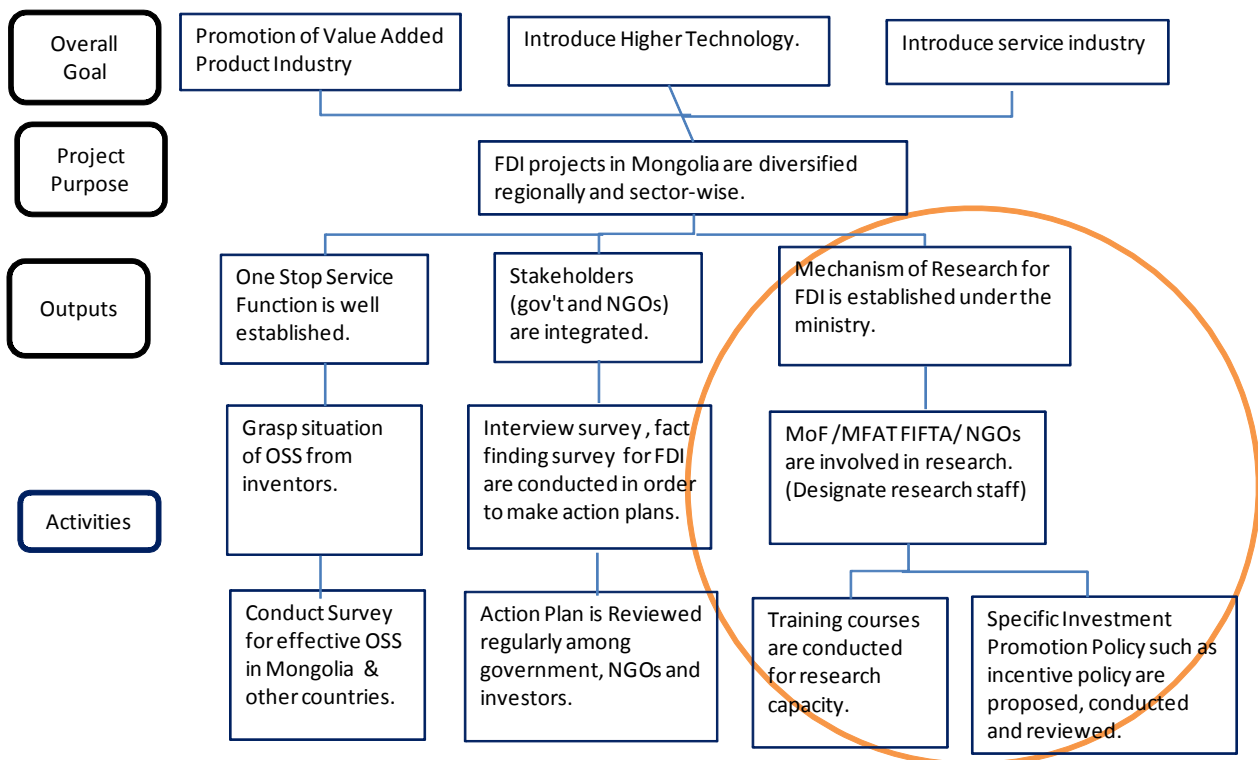 Overall
Goal
Promotion of Value Added
Product Industry
Introduce Higher Technology.
Introduce service industry
Project
Purpose
FDI projects in Mongolia are diversified
regionally and sector-wise.
Outputs
One Stop Service
Function is well
established.
Stakeholders
(gov't and NGOs)
are integrated.
Mechanism of Research for
FDI is established under the
ministry.
Activities
Grasp situation
of OSS from
inventors.
Interview survey , fact
finding survey for FDI
are conducted in order
to make action plans.
MoF /MFAT FIFTA/ NGOs
are involved in research.
(Designate research staff)
Conduct Survey
for effective OSS
in Mongolia &
other countries.
Action Plan is Reviewed
regularly among
government, NGOs and
investors.
Training courses
are conducted
for research
capacity.
Specific Investment
Promotion Policy such as
incentive policy are
proposed, conducted
and reviewed.